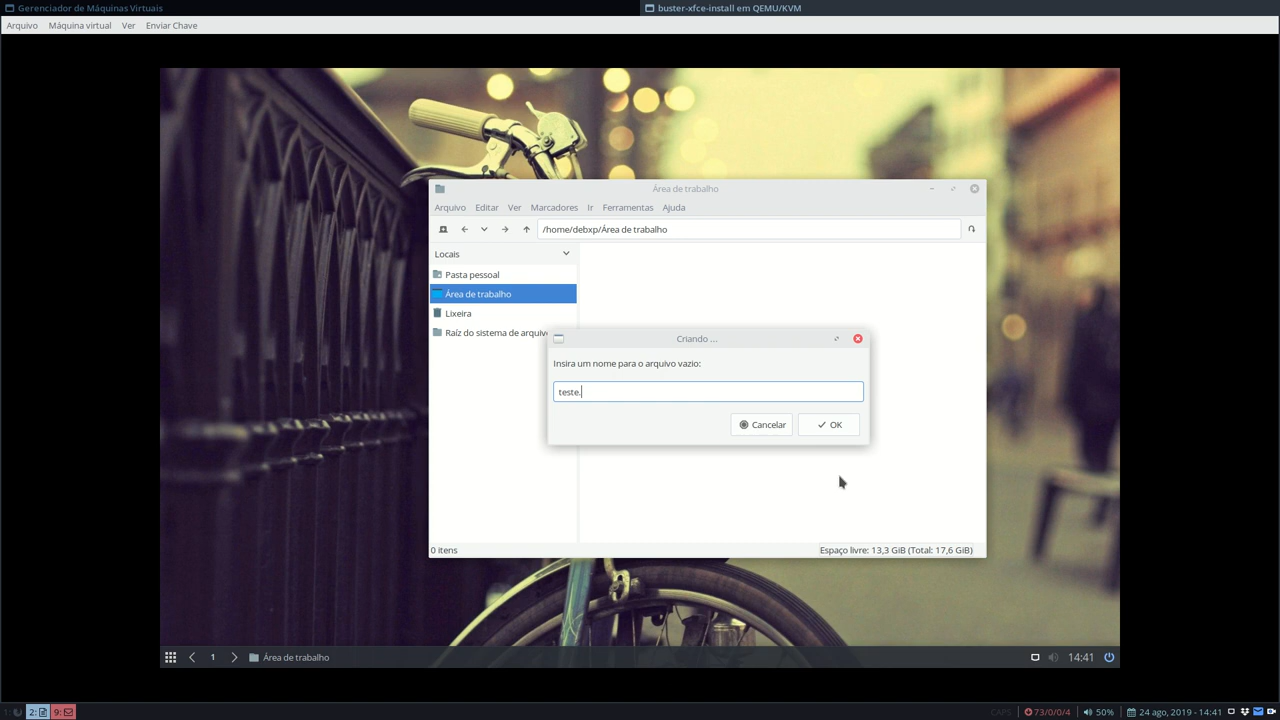 Gerenciador de Máquinas Virtuais
buster-xfce-install em QEMU/KVM
Arquivo Máquina virtual Ver Enviar Chave
Área de trabalho
Arquivo Editar Ver Marcadores Ir Ferramentas Ajuda
/home/debxp/Área de trabalho
Locais
Pasta pessoal
Área de trabalho
Lixeira
Raíz do sistema de arquivo
Criando ...
Insira um nome para o arquivo vazio:
teste.
Cancelar OK
0 itens
Espaço livre: 13,3 GiB (Total: 17,6 GiB)
1 Área de trabalho 14:41
1: 2: 9: CAPS 73/0/0/4 50% 24 ago, 2019 - 14:41